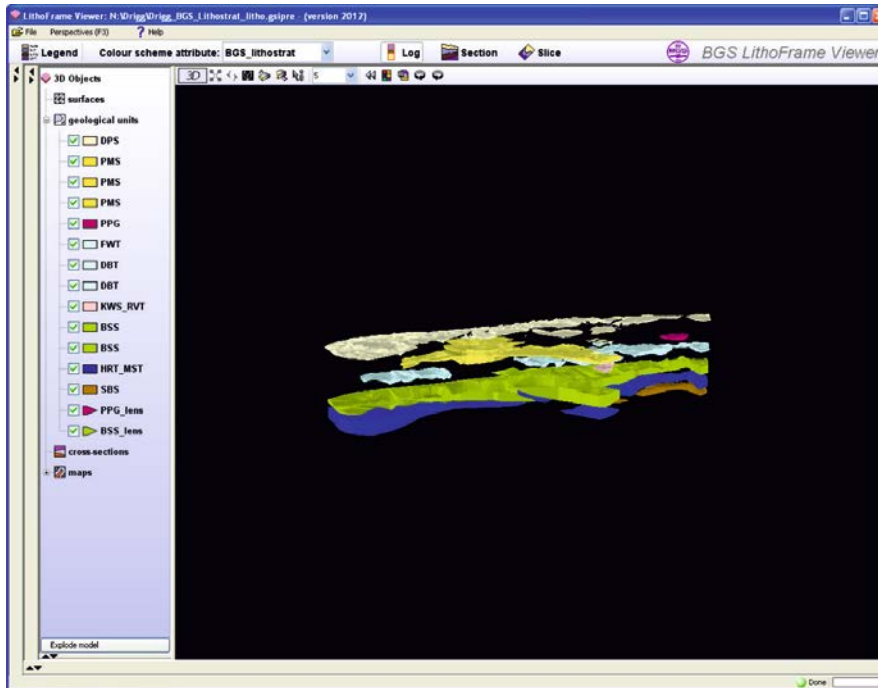 LithoFrame Viewer: N:\Drigg\Drigg_BGS_Lithostrat_litho.gsipre - (version 2012)
File Perspectives (F3) ? Help
Legend Colour scheme attribute: BGS_lithostrat Log Section Slice BGS LithoFrame Viewer
3D 5
3D Objects
surfaces
geological units
DPS
PMS
PMS
PMS
PPG
FWT
DBT
DBT
KWS_RVT
BSS
BSS
HRT_MST
SBS
PPG_lens
BSS_lens
cross-sections
maps
Explode model
Done